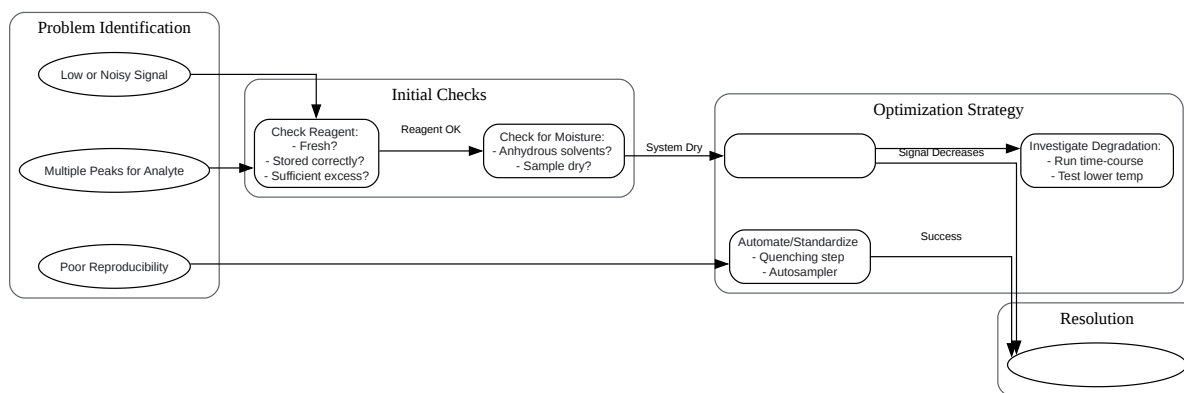 Problem Identification
Low or Noisy Signal
Multiple Peaks for Analyte
Poor Reproducibility
Initial Checks
Check Reagent:
- Fresh?
- Stored correctly?
- Sufficient excess?
Reagent OK
Check for Moisture:
- Anhydrous solvents?
- Sample dry?
System Dry
Optimization Strategy
Signal Decreases
Investigate Degradation:
- Run time-course
- Test lower temp
Automate/Standardize
- Quenching step
- Autosampler
Success
Resolution